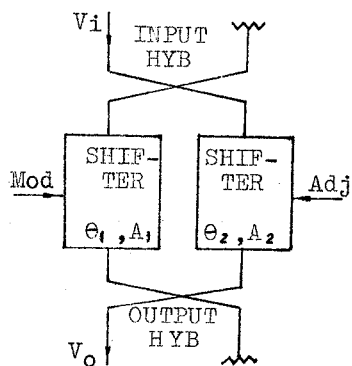 Vi
INPUT
HYB
SHIF-
TER
θ1 , A1
SHIF-
TER
θ2 , A2
Mod
Adj
OUTPUT
HYB
Vo